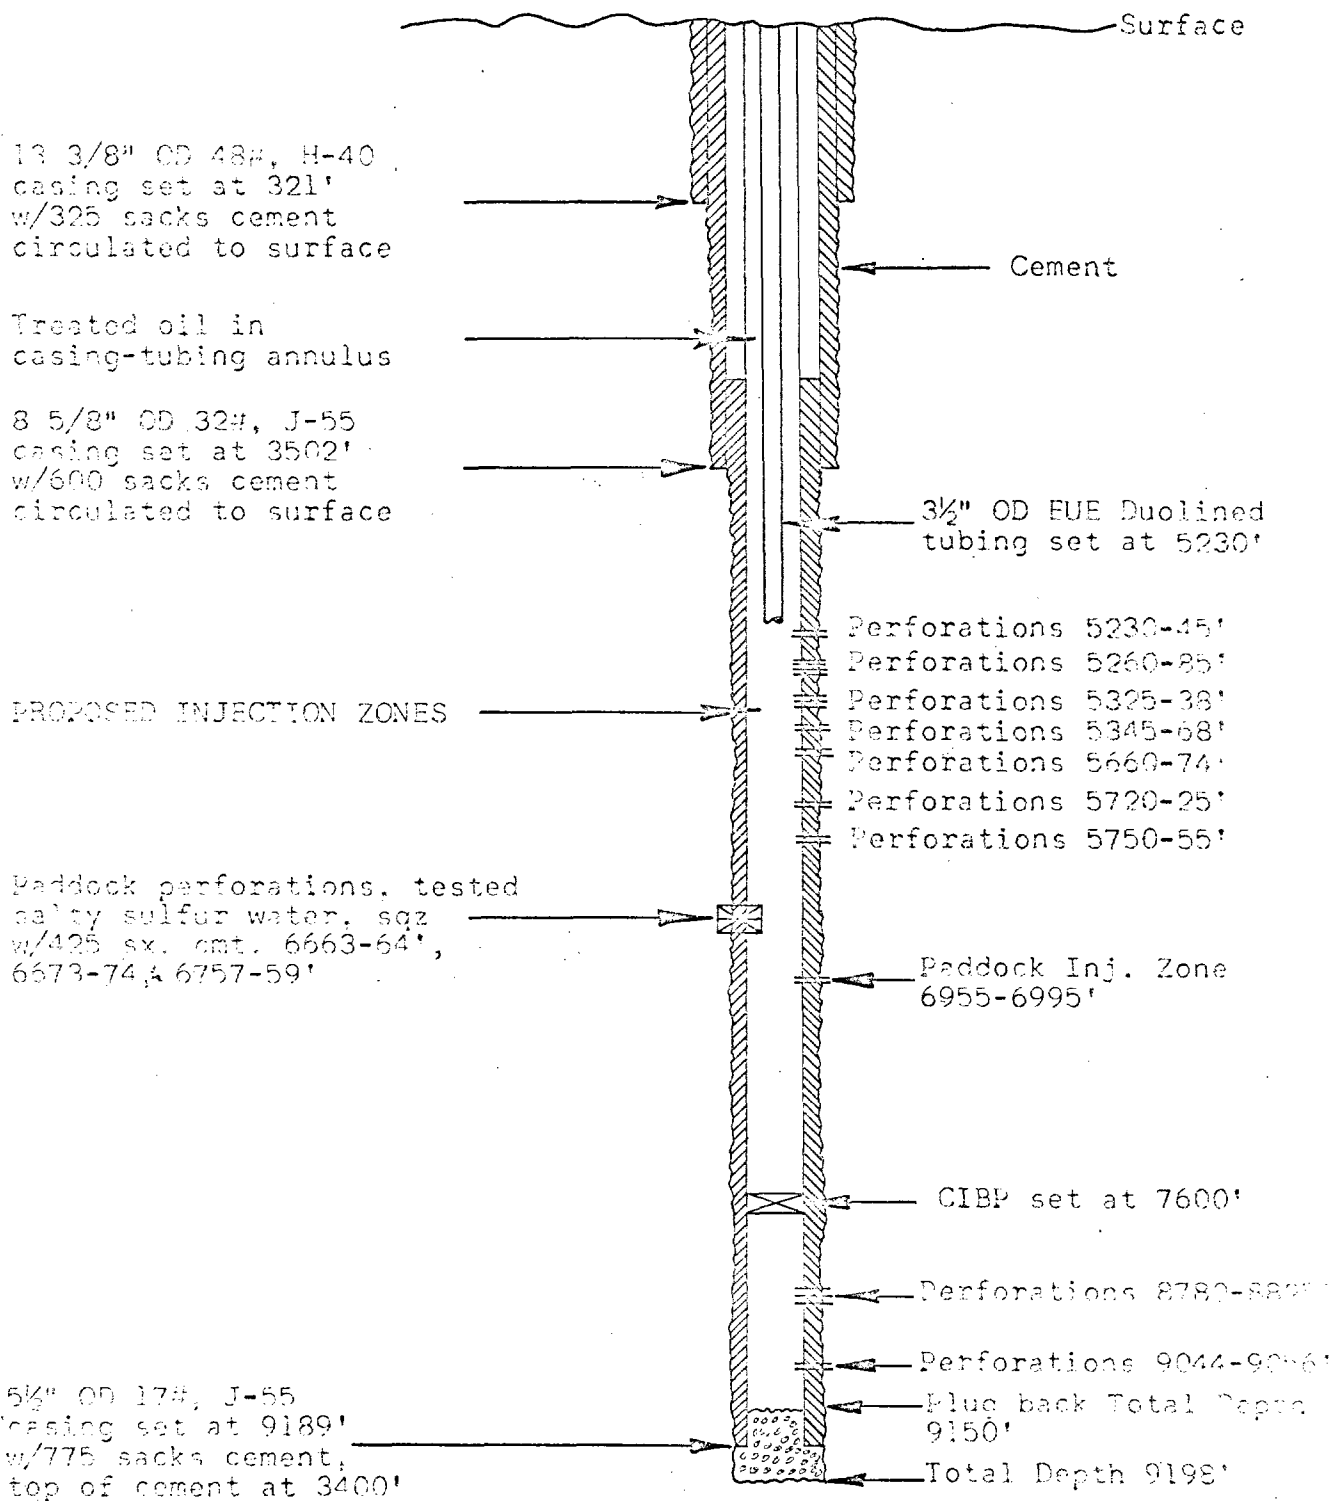 Surface
13 3/8" OD 48#, H-40
casing set at 321'
w/325 sacks cement
circulated to surface
Cement
Treated oil in
casing-tubing annulus
8 5/8" OD 32#, J-55
casing set at 3502'
w/600 sacks cement
circulated to surface
3½" OD EUE Duolined
tubing set at 5230'
Perforations 5230-45'
Perforations 5260-85'
Perforations 5325-38'
Perforations 5345-68'
Perforations 5660-74'
Perforations 5720-25'
Perforations 5750-55'
PROPOSED INJECTION ZONES
Paddock perforations, tested
salty sulfur water, sqz
w/425 sx. cmt. 6663-64',
6673-74,& 6757-59'
Paddock Inj. Zone
6955-6995'
CIBP set at 7600'
Perforations
Perforations
Plug back Total Depth
9150'
Total Depth 9198'
5½" OD 17#, J-55
casing set at 9189'
w/775 sacks cement,
top of cement at 3400'